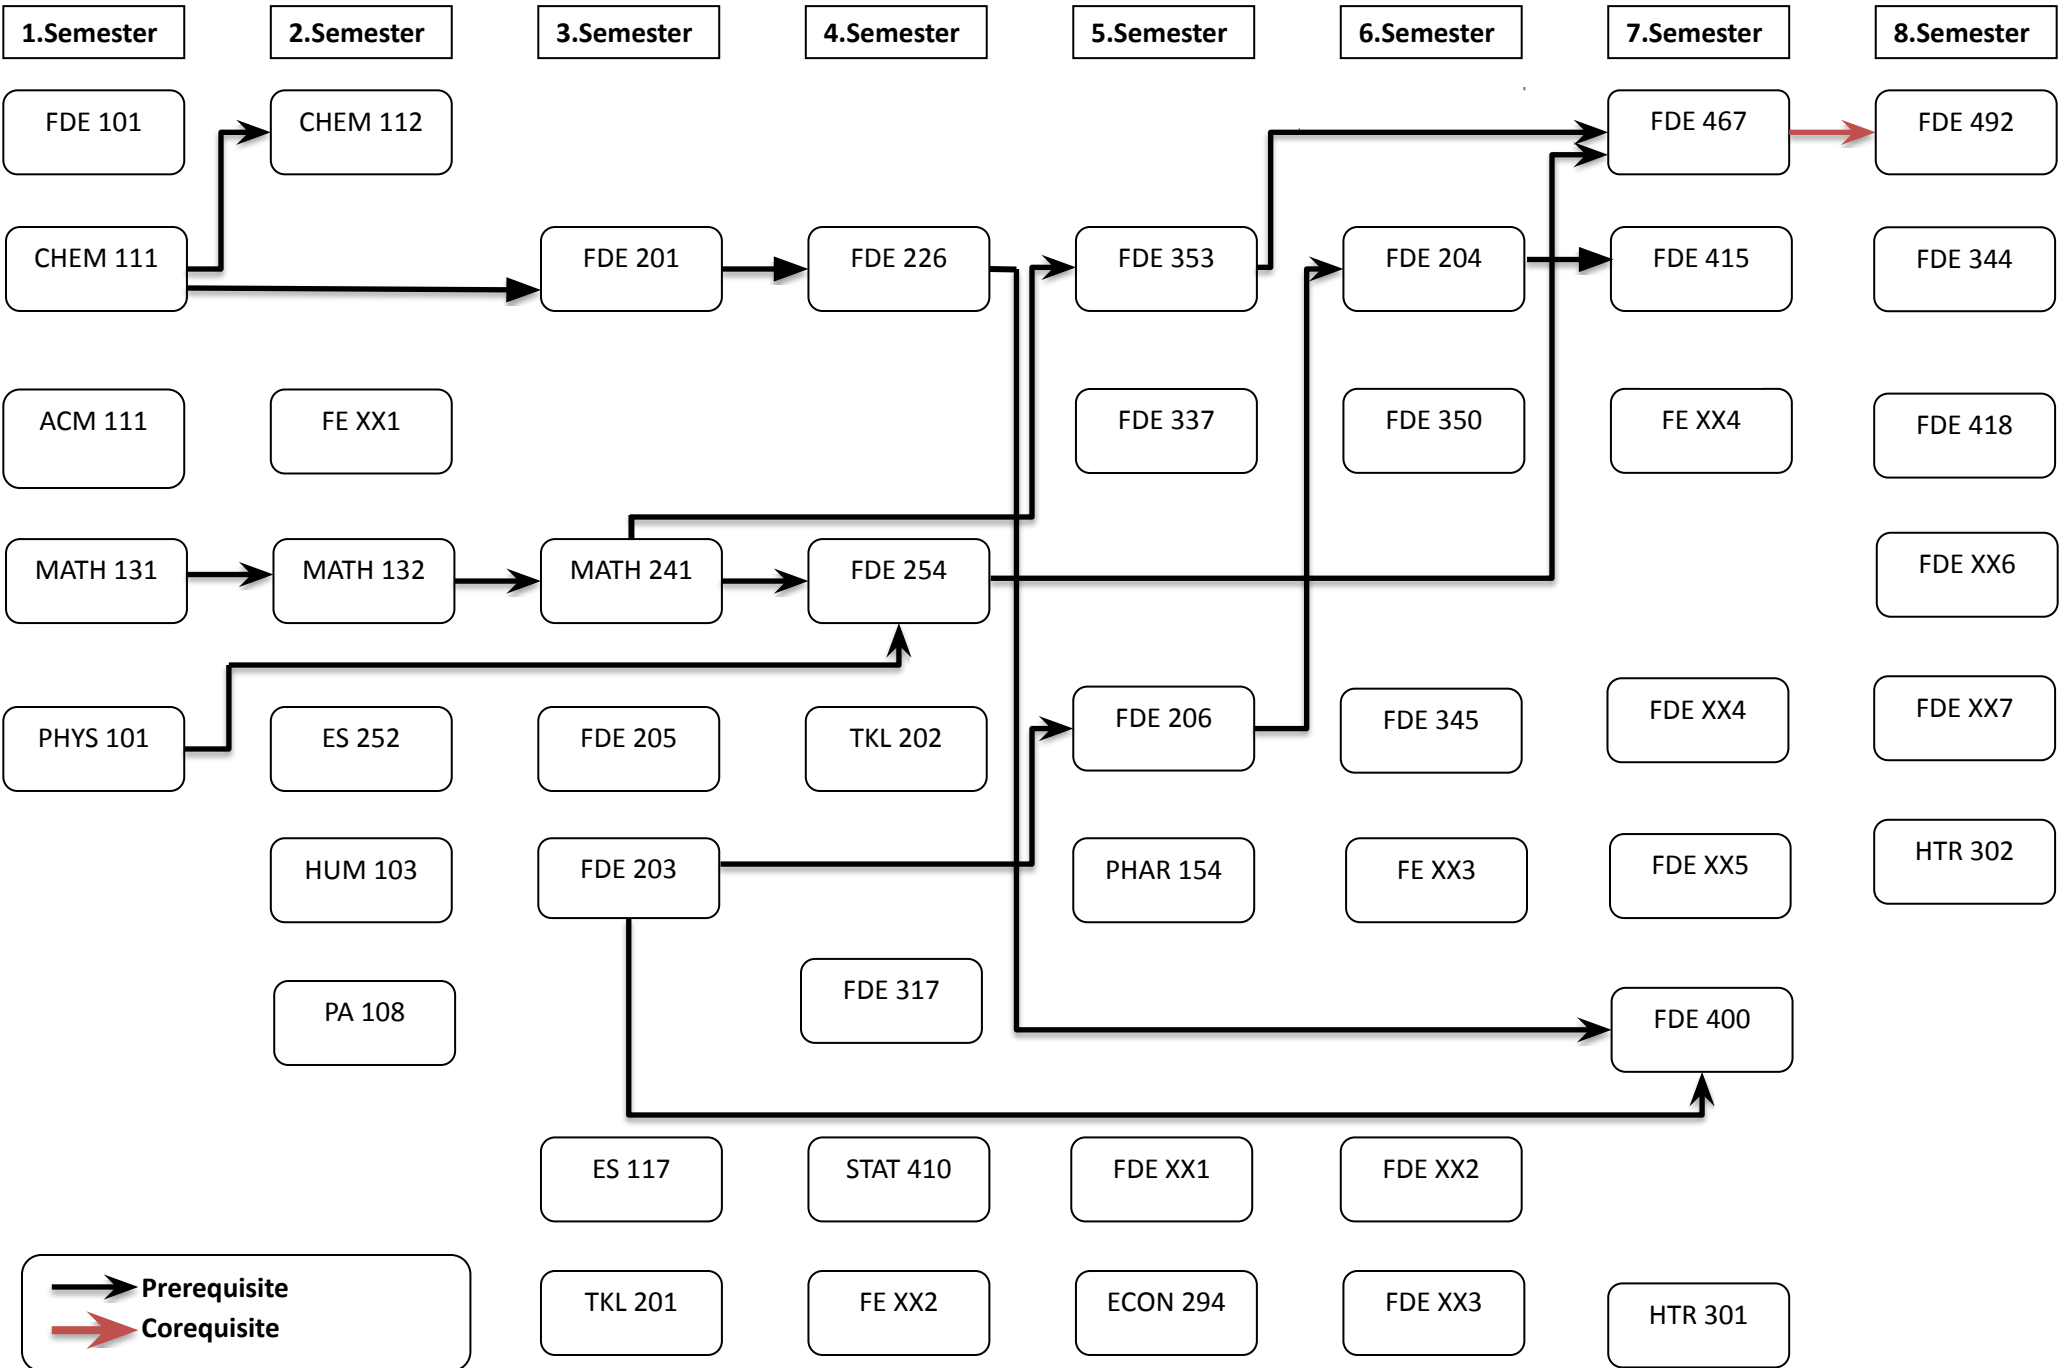 1.Semester
2.Semester
3.Semester
4.Semester
5.Semester
6.Semester
7.Semester
8.Semester
FDE 101
CHEM 112
FDE 467
FDE 492
CHEM 111
FDE 201
FDE 226
FDE 353
FDE 204
FDE 415
FDE 344
ACM 111
FE XX1
FDE 337
FDE 350
FE XX4
FDE 418
MATH 131
MATH 132
MATH 241
FDE 254
FDE XX6
PHYS 101
ES 252
FDE 205
TKL 202
FDE 206
FDE 345
FDE XX4
FDE XX7
HUM 103
FDE 203
PHAR 154
FE XX3
FDE XX5
HTR 302
PA 108
FDE 317
FDE 400
ES 117
STAT 410
FDE XX1
FDE XX2
TKL 201
FE XX2
ECON 294
FDE XX3
HTR 301
Prerequisite
Corequisite